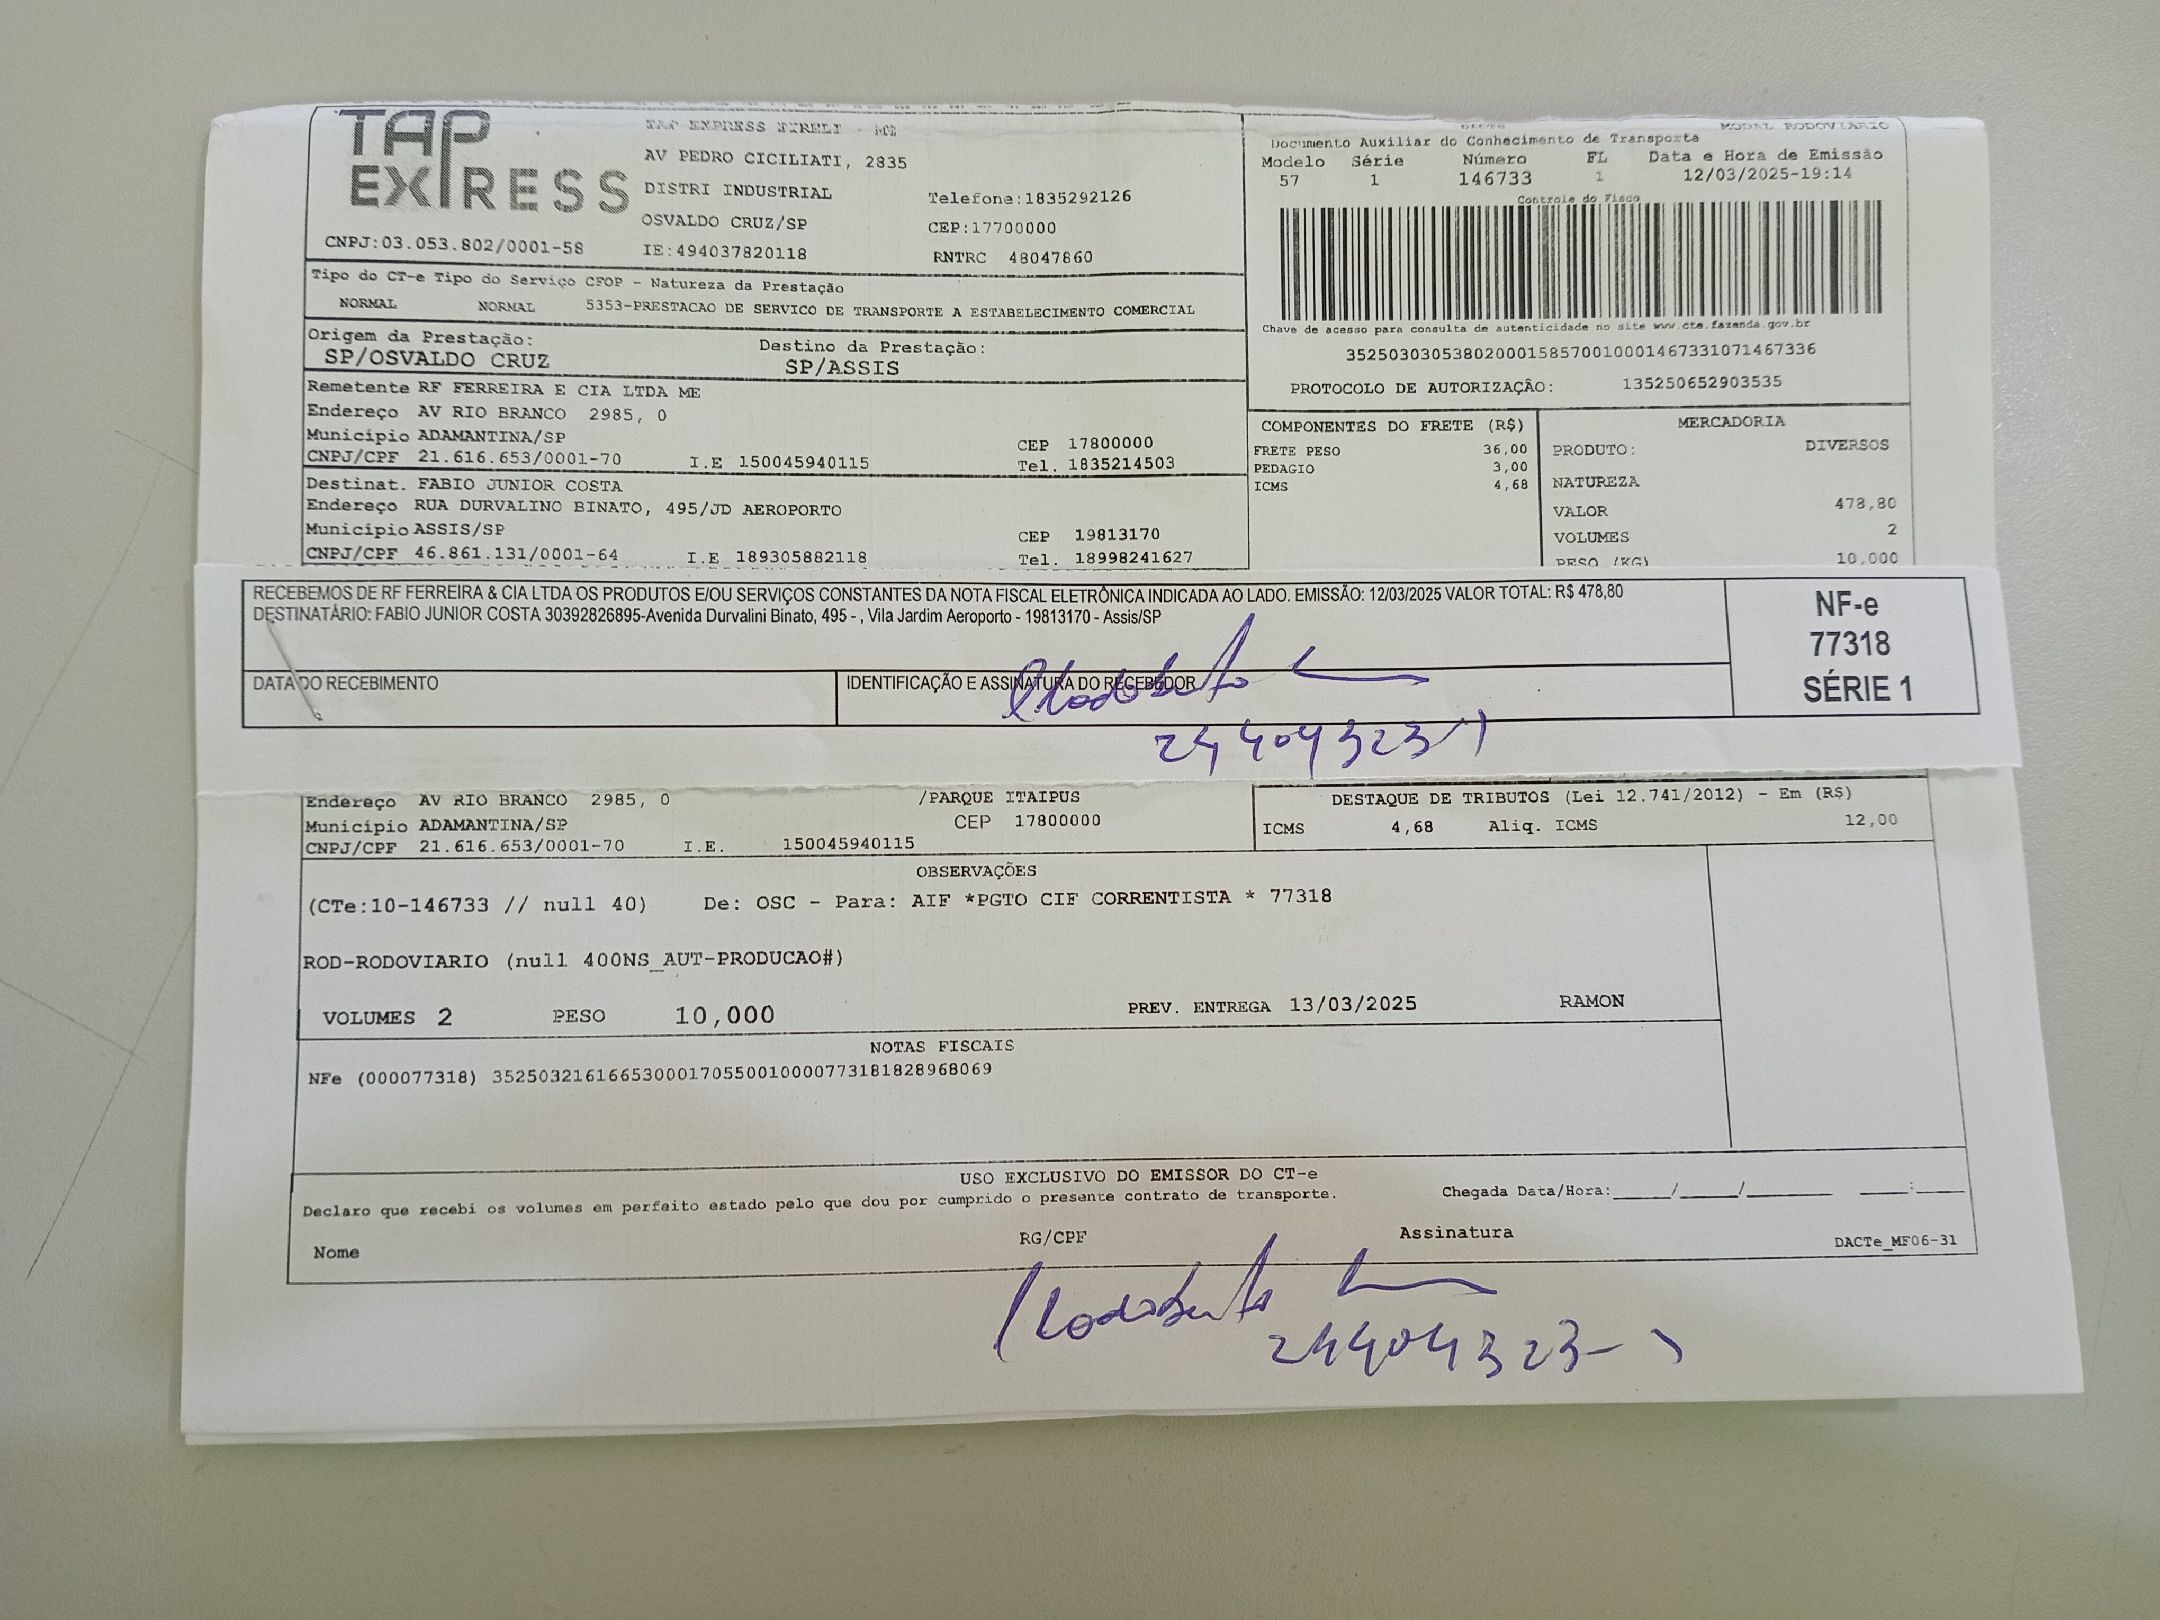 TAP EXPRESS
TAP EXPRESS EIRELI - ME
AV PEDRO CICILIATI, 2835
DISTRI INDUSTRIAL
Telefone:1835292126
OSVALDO CRUZ/SP
CEP:17700000
CNPJ:03.053.802/0001-58
IE:494037820118
RNTRC 48047860
DACTE
MODAL RODOVIÁRIO
Documento Auxiliar do Conhecimento de Transporte
Modelo Série Número FL Data e Hora de Emissão
57 1 146733 1 12/03/2025-19:14
Controle do Fisco
Chave de acesso para consulta de autenticidade no site www.cte.fazenda.gov.br
35250303053802000158570010001467331071467336
PROTOCOLO DE AUTORIZAÇÃO: 135250652903535
Tipo do CT-e Tipo do Serviço CFOP - Natureza da Prestação
NORMAL NORMAL 5353-PRESTACAO DE SERVICO DE TRANSPORTE A ESTABELECIMENTO COMERCIAL
Origem da Prestação: Destino da Prestação:
SP/OSVALDO CRUZ SP/ASSIS
Remetente RF FERREIRA E CIA LTDA ME
Endereço AV RIO BRANCO 2985, 0
Município ADAMANTINA/SP CEP 17800000
CNPJ/CPF 21.616.653/0001-70 I.E 150045940115 Tel. 1835214503
Destinat. FABIO JUNIOR COSTA
Endereço RUA DURVALINO BINATO, 495/JD AEROPORTO
Município ASSIS/SP CEP 19813170
CNPJ/CPF 46.861.131/0001-64 I.E 189305882118 Tel. 18998241627
COMPONENTES DO FRETE (R$)
FRETE PESO 36,00
PEDAGIO 3,00
ICMS 4,68
MERCADORIA
PRODUTO: DIVERSOS
NATUREZA
VALOR 478,80
VOLUMES 2
PESO (KG) 10,000
RECEBEMOS DE RF FERREIRA & CIA LTDA OS PRODUTOS E/OU SERVIÇOS CONSTANTES DA NOTA FISCAL ELETRÔNICA INDICADA AO LADO. EMISSÃO: 12/03/2025 VALOR TOTAL: R$ 478,80
DESTINATÁRIO: FABIO JUNIOR COSTA 30392826895-Avenida Durvalini Binato, 495 - , Vila Jardim Aeroporto - 19813170 - Assis/SP
DATA DO RECEBIMENTO
IDENTIFICAÇÃO E ASSINATURA DO RECEBEDOR
NF-e
77318
SÉRIE 1
24404323-1
Endereço AV RIO BRANCO 2985, 0 /PARQUE ITAIPUS
Município ADAMANTINA/SP CEP 17800000
CNPJ/CPF 21.616.653/0001-70 I.E. 150045940115
DESTAQUE DE TRIBUTOS (Lei 12.741/2012) - Em (R$)
ICMS 4,68 Aliq. ICMS 12,00
OBSERVAÇÕES
(CTe:10-146733 // null 40) De: OSC - Para: AIF *PGTO CIF CORRENTISTA * 77318
ROD-RODOVIARIO (null 400NS_AUT-PRODUCAO#)
VOLUMES 2 PESO 10,000 PREV. ENTREGA 13/03/2025 RAMON
NOTAS FISCAIS
NFe (000077318) 35250321616653000170550010000773181828968069
USO EXCLUSIVO DO EMISSOR DO CT-e
Declaro que recebi os volumes em perfeito estado pelo que dou por cumprido o presente contrato de transporte. Chegada Data/Hora:____/____/______ ____:____
Nome RG/CPF Assinatura DACTe_MF06-31
24404323-1